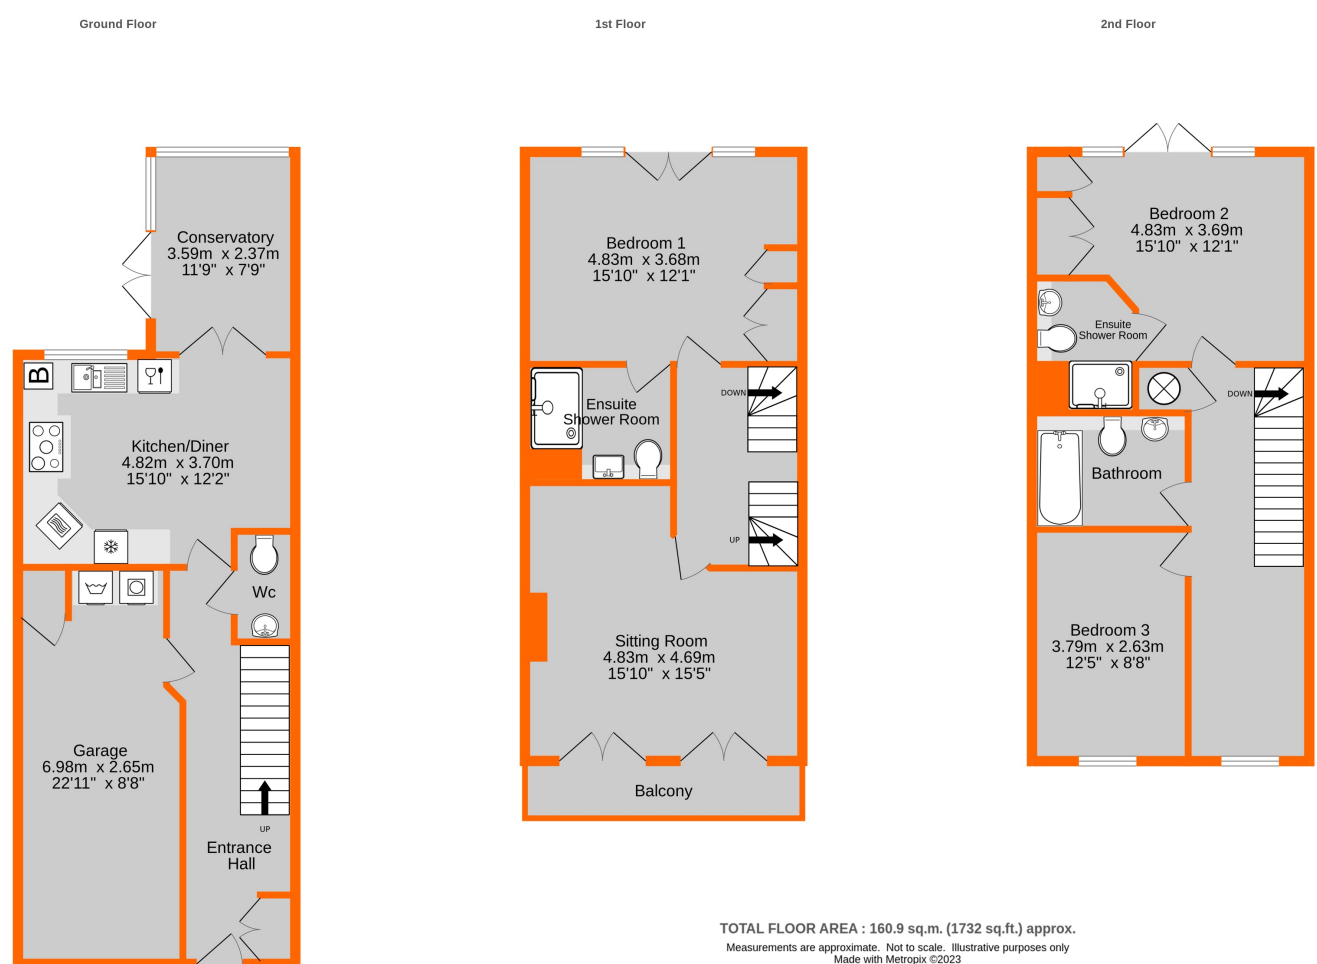 Ground Floor
1st Floor
2nd Floor
Conservatory
3.59m x 2.37m
11'9" x 7'9"
B
Kitchen/Diner
4.82m x 3.70m
15'10" x 12'2"
Wc
Garage
6.98m x 2.65m
22'11" x 8'8"
UP
Entrance
Hall
Bedroom 1
4.83m x 3.68m
15'10" x 12'1"
DOWN
Ensuite
Shower Room
UP
Sitting Room
4.83m x 4.69m
15'10" x 15'5"
Balcony
Bedroom 2
4.83m x 3.69m
15'10" x 12'1"
Ensuite
Shower Room
DOWN
Bathroom
Bedroom 3
3.79m x 2.63m
12'5" x 8'8"
TOTAL FLOOR AREA : 160.9 sq.m. (1732 sq.ft.) approx.
Measurements are approximate. Not to scale. Illustrative purposes only
Made with Metropix ©2023